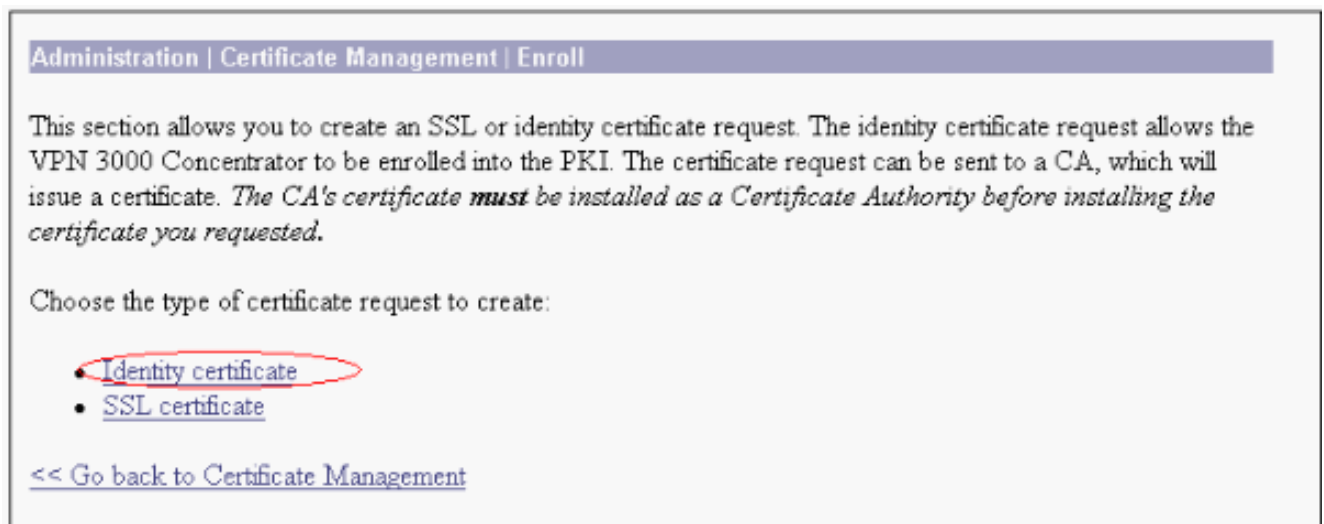 Administration | Certificate Management | Enroll
This section allows you to create an SSL or identity certificate request. The identity certificate request allows the
VPN 3000 Concentrator to be enrolled into the PKI. The certificate request can be sent to a CA, which will
issue a certificate. The CA's certificate must be installed as a Certificate Authority before installing the
certificate you requested.
Choose the type of certificate request to create:
• Identity certificate
• SSL certificate
<< Go back to Certificate Management